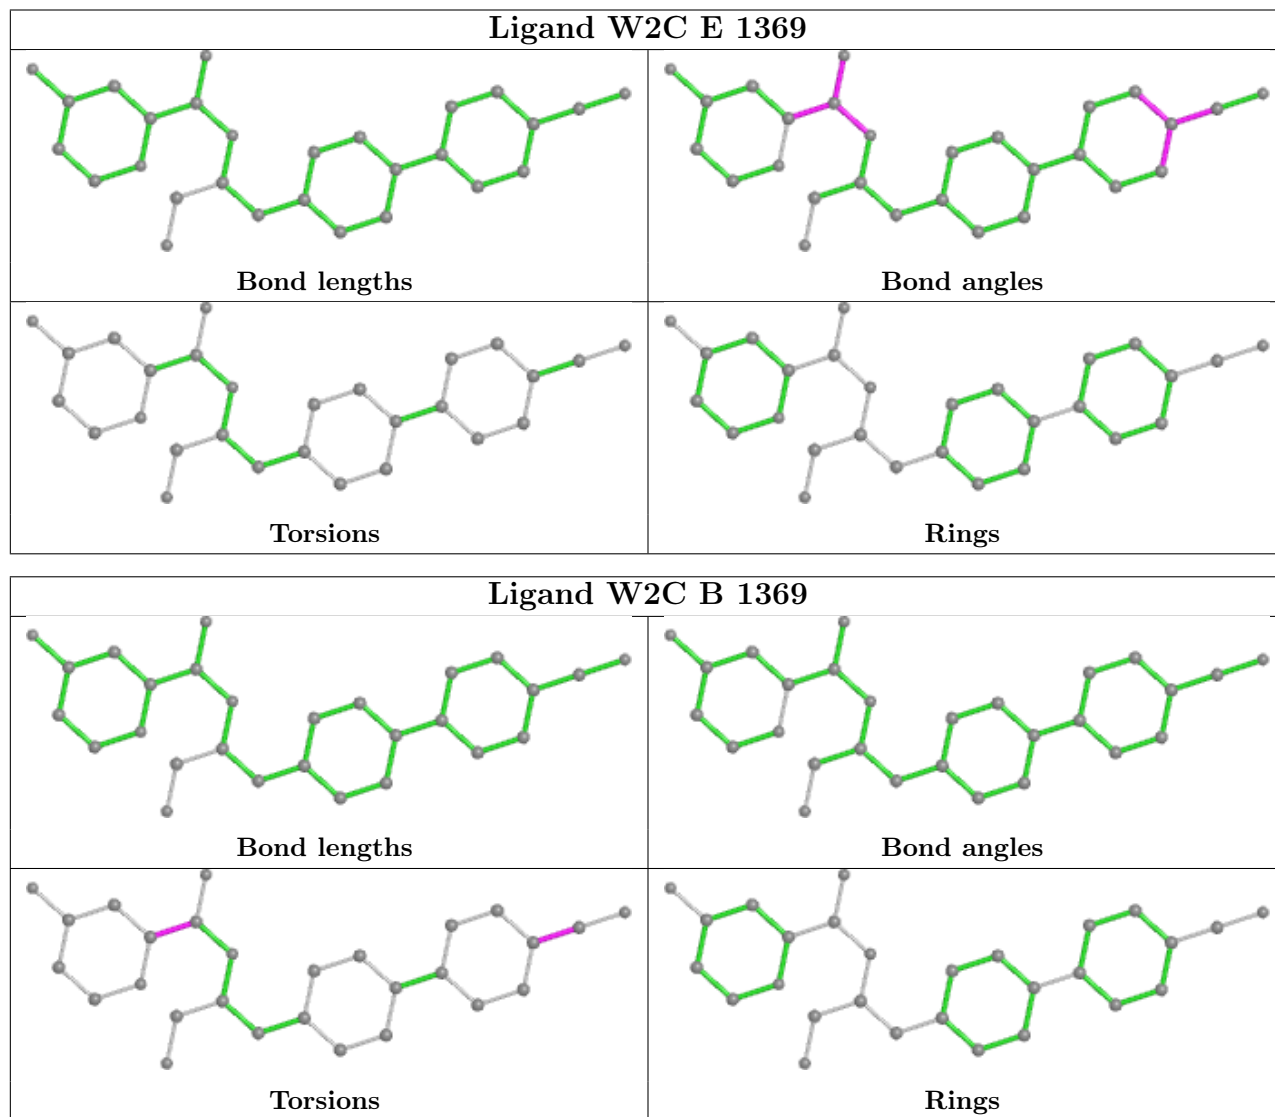 Ligand W2C E 1369
Bond lengths
Bond angles
Torsions
Rings
Ligand W2C B 1369
Bond lengths
Bond angles
Torsions
Rings